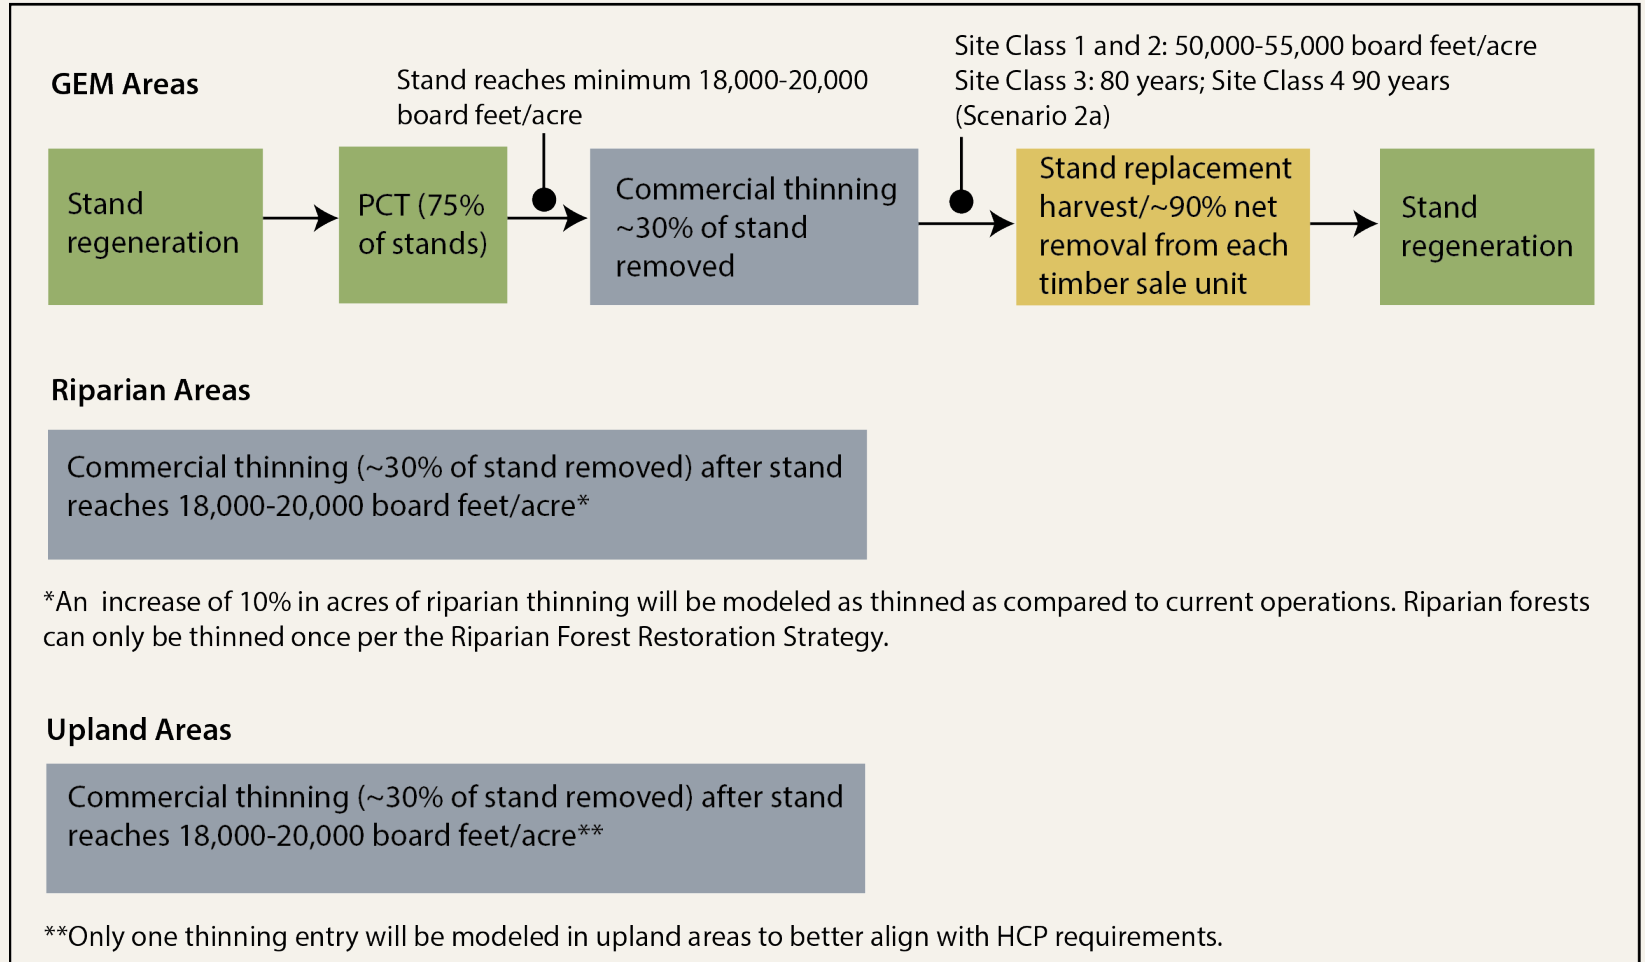 GEM Areas
Stand reaches minimum 18,000-20,000
board feet/acre
Site Class 1 and 2: 50,000-55,000 board feet/acre
Site Class 3: 80 years; Site Class 4 90 years
(Scenario 2a)
Stand
regeneration
PCT (75%
of stands)
Commercial thinning
~30% of stand
removed
Stand replacement
harvest/~90% net
removal from each
timber sale unit
Stand
regeneration
Riparian Areas
Commercial thinning (~30% of stand removed) after stand
reaches 18,000-20,000 board feet/acre*
*An  increase of 10% in acres of riparian thinning will be modeled as thinned as compared to current operations. Riparian forests
can only be thinned once per the Riparian Forest Restoration Strategy.
Upland Areas
Commercial thinning (~30% of stand removed) after stand
reaches 18,000-20,000 board feet/acre**
**Only one thinning entry will be modeled in upland areas to better align with HCP requirements.